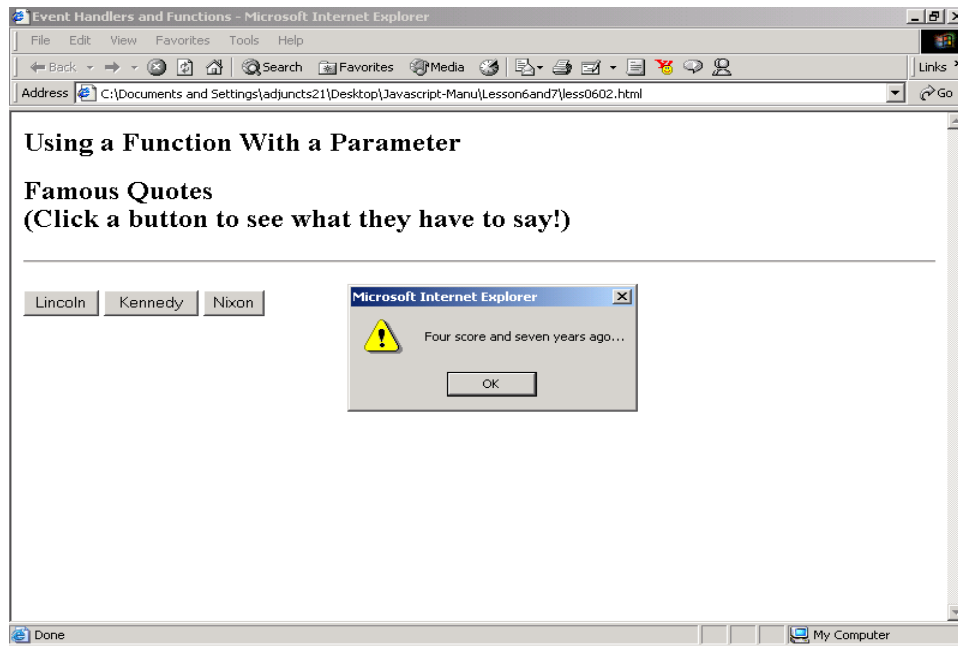 Event Handlers and Functions - Microsoft Internet Explorer
File Edit View Favorites Tools Help
Back Search Favorites Media Links »
Address C:\Documents and Settings\adjuncts21\Desktop\Javascript-Manu\Lesson6and7\less0602.html Go
Using a Function With a Parameter
Famous Quotes
(Click a button to see what they have to say!)
Lincoln Kennedy Nixon
Microsoft Internet Explorer
Four score and seven years ago...
OK
Done My Computer